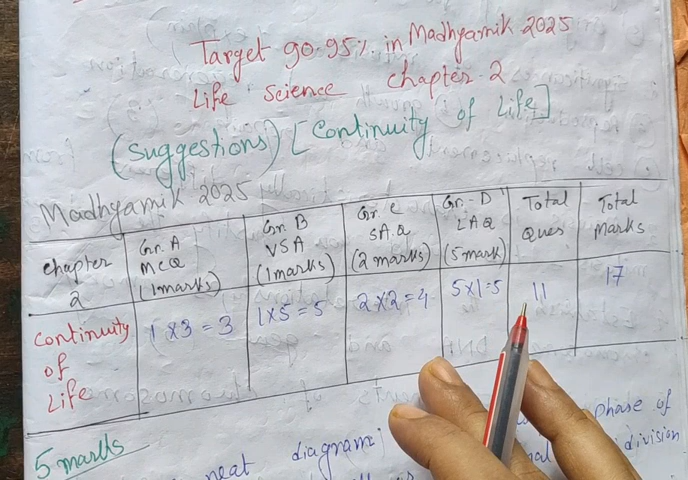 Target 90-95% in Madhyamik 2025
Life Science chapter-2
(Suggestions) [Continuity of Life]
Madhyamik 2025
Chapter 2 Gr. A MCQ (1 marks) Gr. B VSA (1 marks) Gr. C SA.Q (2 marks) Gr.-D LAQ (5 mark) Total Ques Total Marks
Continuity of Life 1 x 3 = 3 1 x 5 = 5 2 x 2 = 4 5 x 1 = 5 11 17
5 marks
neat diagram phase of
division